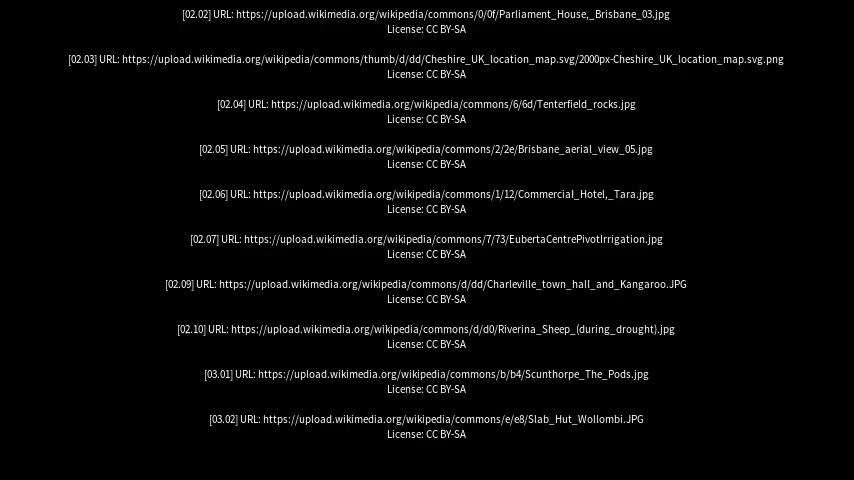 [02.02] URL: https://upload.wikimedia.org/wikipedia/commons/0/0f/Parliament_House,_Brisbane_03.jpg
License: CC BY-SA
[02.03] URL: https://upload.wikimedia.org/wikipedia/commons/thumb/d/dd/Cheshire_UK_location_map.svg/2000px-Cheshire_UK_location_map.svg.png
License: CC BY-SA
[02.04] URL: https://upload.wikimedia.org/wikipedia/commons/6/6d/Tenterfield_rocks.jpg
License: CC BY-SA
[02.05] URL: https://upload.wikimedia.org/wikipedia/commons/2/2e/Brisbane_aerial_view_05.jpg
License: CC BY-SA
[02.06] URL: https://upload.wikimedia.org/wikipedia/commons/1/12/Commercial_Hotel,_Tara.jpg
License: CC BY-SA
[02.07] URL: https://upload.wikimedia.org/wikipedia/commons/7/73/EubertaCentrePivotIrrigation.jpg
License: CC BY-SA
[02.09] URL: https://upload.wikimedia.org/wikipedia/commons/d/dd/Charleville_town_hall_and_Kangaroo.JPG
License: CC BY-SA
[02.10] URL: https://upload.wikimedia.org/wikipedia/commons/d/d0/Riverina_Sheep_(during_drought).jpg
License: CC BY-SA
[03.01] URL: https://upload.wikimedia.org/wikipedia/commons/b/b4/Scunthorpe_The_Pods.jpg
License: CC BY-SA
[03.02] URL: https://upload.wikimedia.org/wikipedia/commons/e/e8/Slab_Hut_Wollombi.JPG
License: CC BY-SA